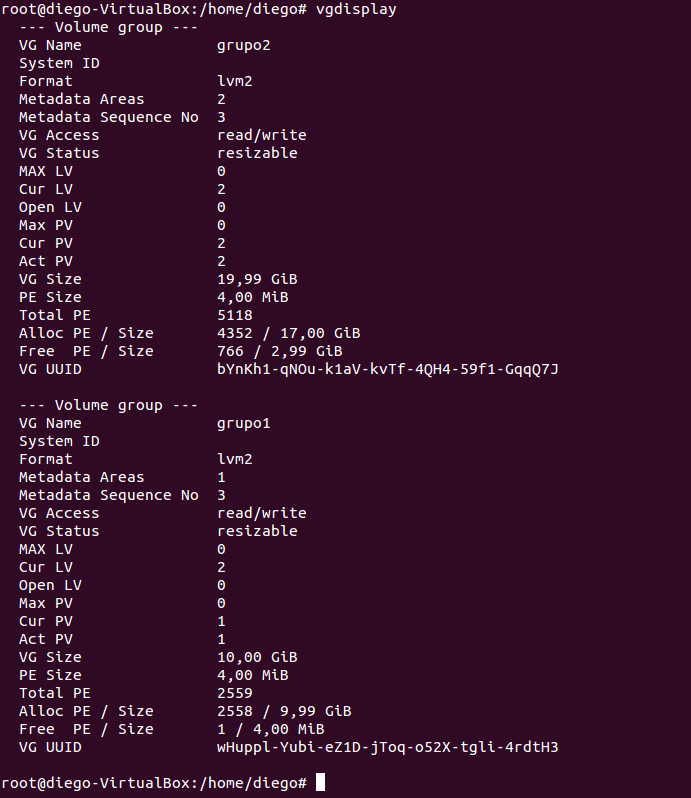 root@diego-VirtualBox:/home/diego# vgdisplay
--- Volume group ---
VG Name grupo2
System ID
Format lvm2
Metadata Areas 2
Metadata Sequence No 3
VG Access read/write
VG Status resizable
MAX LV 0
Cur LV 2
Open LV 0
Max PV 0
Cur PV 2
Act PV 2
VG Size 19,99 GiB
PE Size 4,00 MiB
Total PE 5118
Alloc PE / Size 4352 / 17,00 GiB
Free  PE / Size 766 / 2,99 GiB
VG UUID bYnKh1-qNOu-k1aV-kvTf-4QH4-59f1-GqqQ7J
--- Volume group ---
VG Name grupo1
System ID
Format lvm2
Metadata Areas 1
Metadata Sequence No 3
VG Access read/write
VG Status resizable
MAX LV 0
Cur LV 2
Open LV 0
Max PV 0
Cur PV 1
Act PV 1
VG Size 10,00 GiB
PE Size 4,00 MiB
Total PE 2559
Alloc PE / Size 2558 / 9,99 GiB
Free  PE / Size 1 / 4,00 MiB
VG UUID wHuppl-Yubi-eZ1D-jToq-o52X-tgli-4rdtH3
root@diego-VirtualBox:/home/diego#